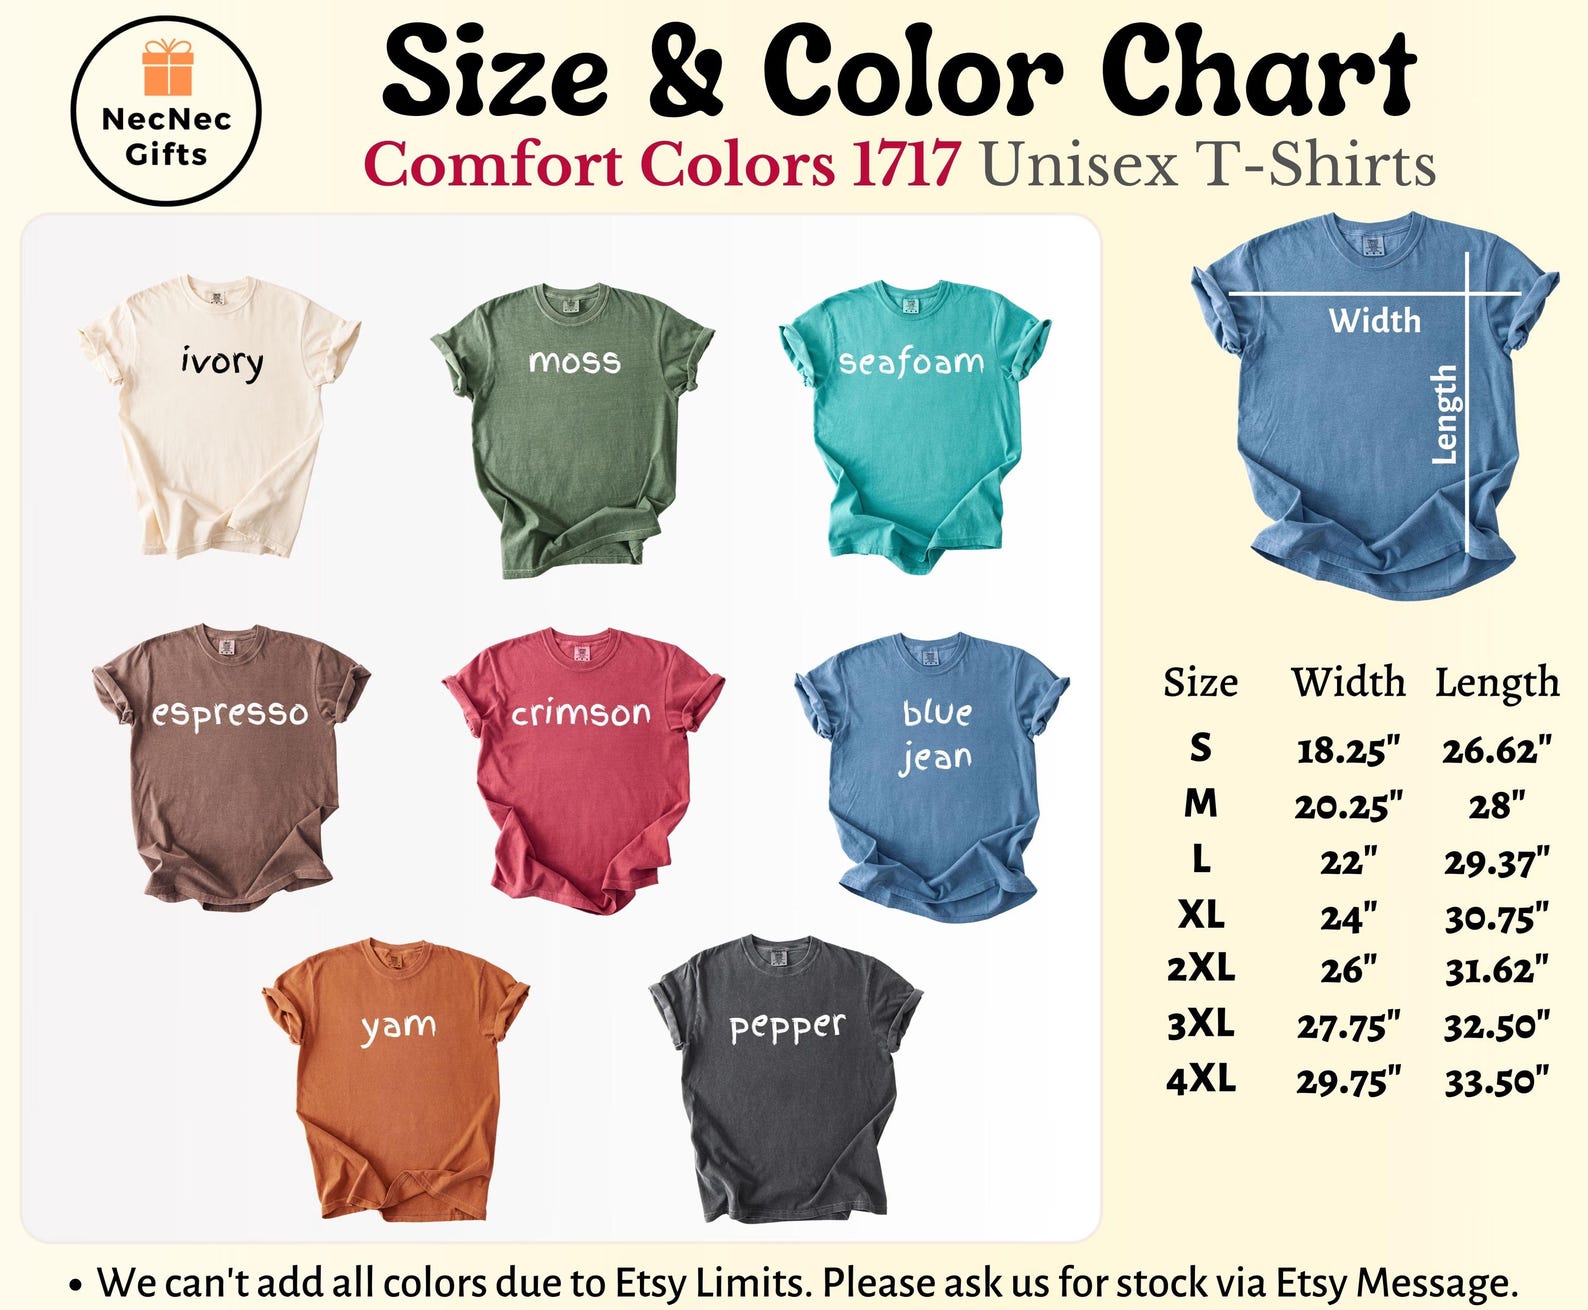 NecNec
Gifts
Size & Color Chart
Comfort Colors 1717 Unisex T-Shirts
ivory
moss
seafoam
espresso
crimson
blue
jean
yam
pepper
Width
Length
Size Width Length
S 18.25" 26.62"
M 20.25" 28"
L 22" 29.37"
XL 24" 30.75"
2XL 26" 31.62"
3XL 27.75" 32.50"
4XL 29.75" 33.50"
• We can't add all colors due to Etsy Limits. Please ask us for stock via Etsy Message.